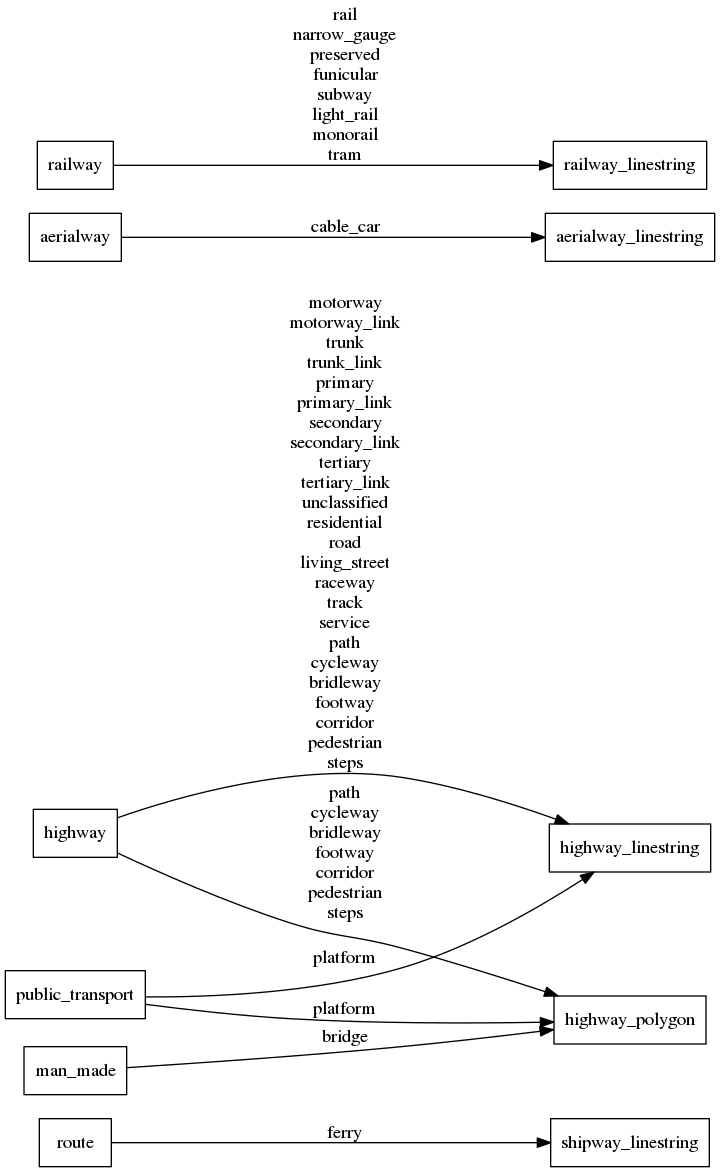 rail
narrow_gauge
preserved
funicular
subway
light_rail
monorail
tram
railway
railway_linestring
aerialway
cable_car
aerialway_linestring
motorway
motorway_link
trunk
trunk_link
primary
primary_link
secondary
secondary_link
tertiary
tertiary_link
unclassified
residential
road
living_street
raceway
track
service
path
cycleway
bridleway
footway
corridor
pedestrian
steps
highway
path
cycleway
bridleway
footway
corridor
pedestrian
steps
highway_linestring
platform
public_transport
platform
highway_polygon
bridge
man_made
route
ferry
shipway_linestring